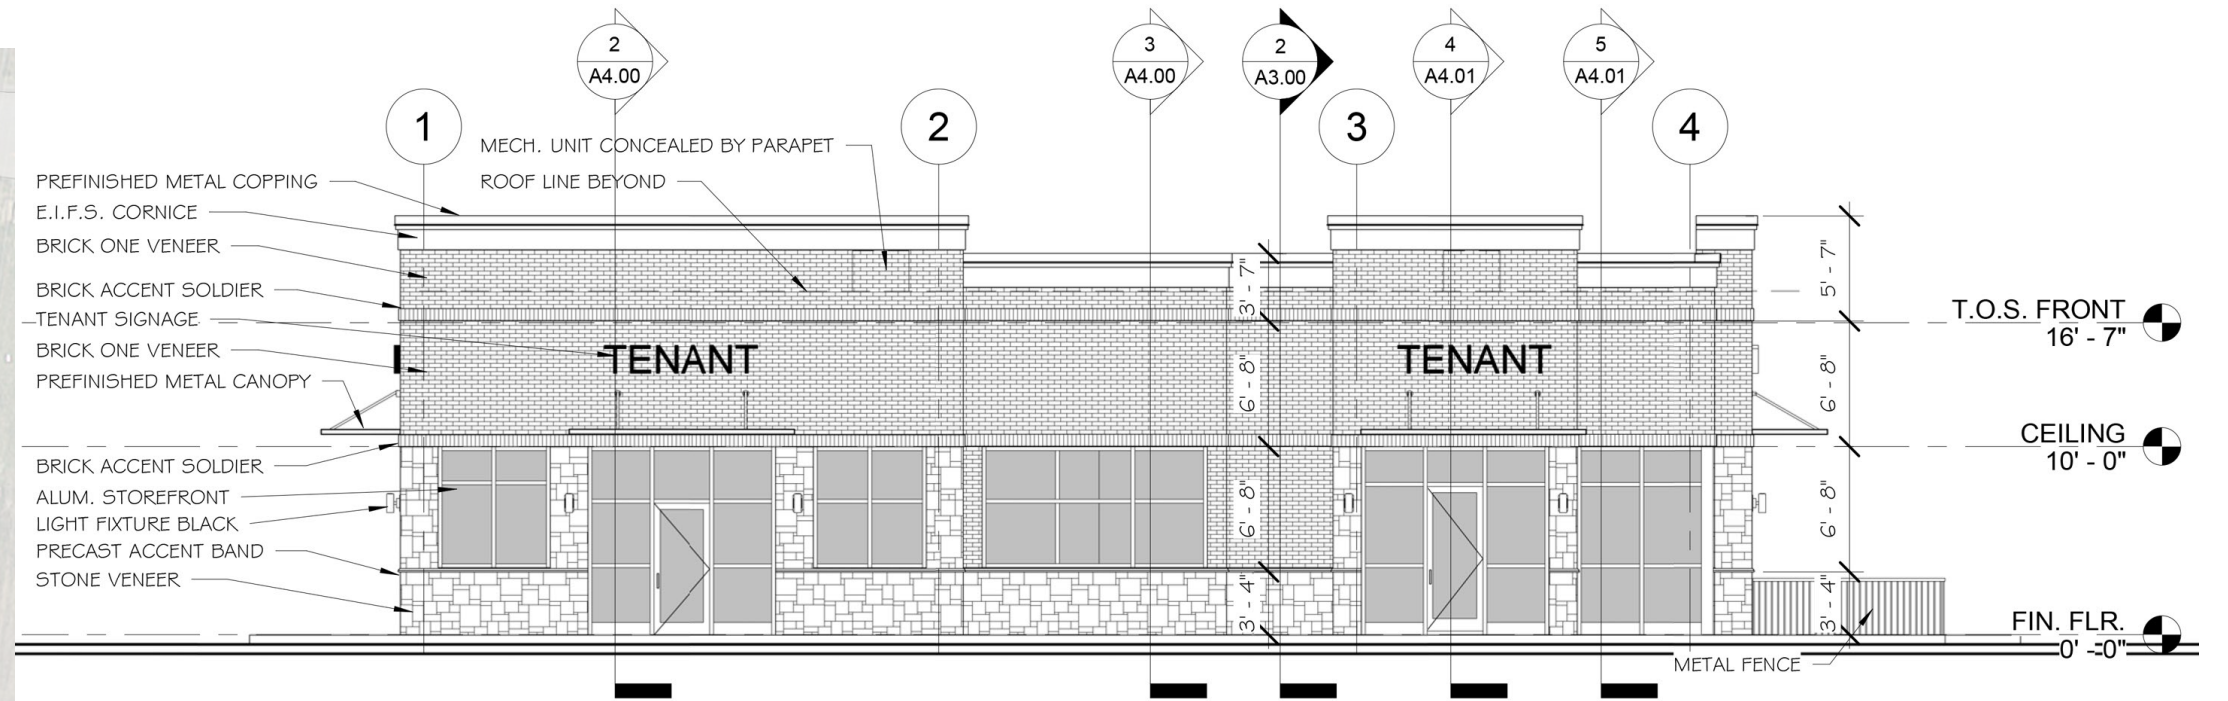 2
A4.00
3
A4.00
2
A3.00
4
A4.01
5
A4.01
1
2
3
4
MECH. UNIT CONCEALED BY PARAPET
ROOF LINE BEYOND
PREFINISHED METAL COPPING
E.I.F.S. CORNICE
BRICK ONE VENEER
BRICK ACCENT SOLDIER
TENANT SIGNAGE
BRICK ONE VENEER
PREFINISHED METAL CANOPY
BRICK ACCENT SOLDIER
ALUM. STOREFRONT
LIGHT FIXTURE BLACK
PRECAST ACCENT BAND
STONE VENEER
TENANT
TENANT
3' - 7"
6' - 8"
6' - 8"
3' - 4"
5' - 7"
6' - 8"
6' - 8"
3' - 4"
T.O.S. FRONT
16' - 7"
CEILING
10' - 0"
FIN. FLR.
0' - 0"
METAL FENCE